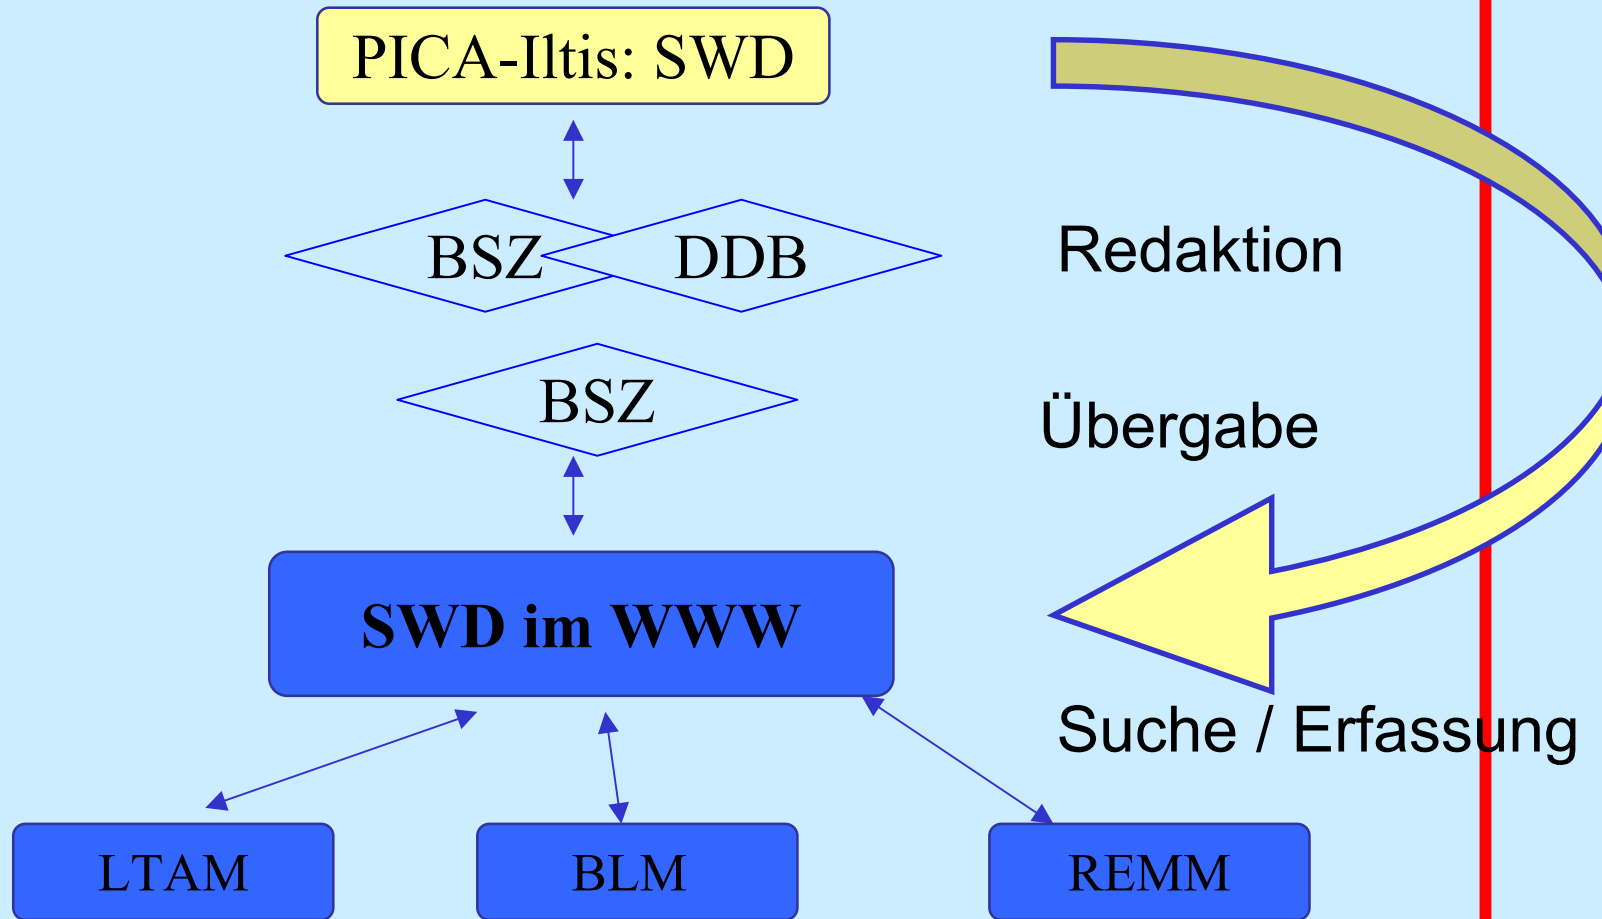 PICA-Iltis: SWD
BSZ
DDB
Redaktion
BSZ
Übergabe
SWD im WWW
Suche / Erfassung
LTAM
BLM
REMM